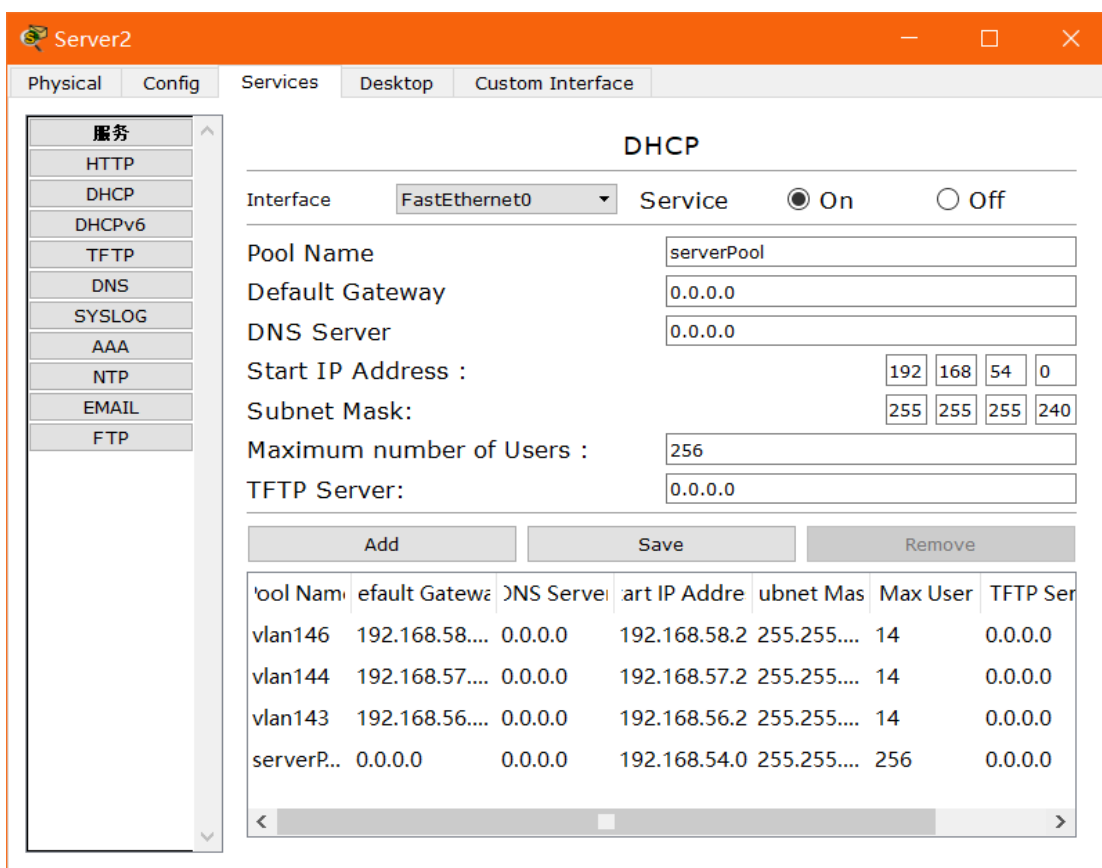 Server2
Physical Config Services Desktop Custom Interface
服务
HTTP
DHCP
DHCPv6
TFTP
DNS
SYSLOG
AAA
NTP
EMAIL
FTP
DHCP
Interface FastEthernet0 Service On Off
Pool Name serverPool
Default Gateway 0.0.0.0
DNS Server 0.0.0.0
Start IP Address : 192 168 54 0
Subnet Mask: 255 255 255 240
Maximum number of Users : 256
TFTP Server: 0.0.0.0
Add Save Remove
ool Nam efault Gatewa DNS Server art IP Addre ubnet Mas Max User TFTP Ser
vlan146 192.168.58.... 0.0.0.0 192.168.58.2 255.255.... 14 0.0.0.0
vlan144 192.168.57.... 0.0.0.0 192.168.57.2 255.255.... 14 0.0.0.0
vlan143 192.168.56.... 0.0.0.0 192.168.56.2 255.255.... 14 0.0.0.0
serverP... 0.0.0.0 0.0.0.0 192.168.54.0 255.255.... 256 0.0.0.0